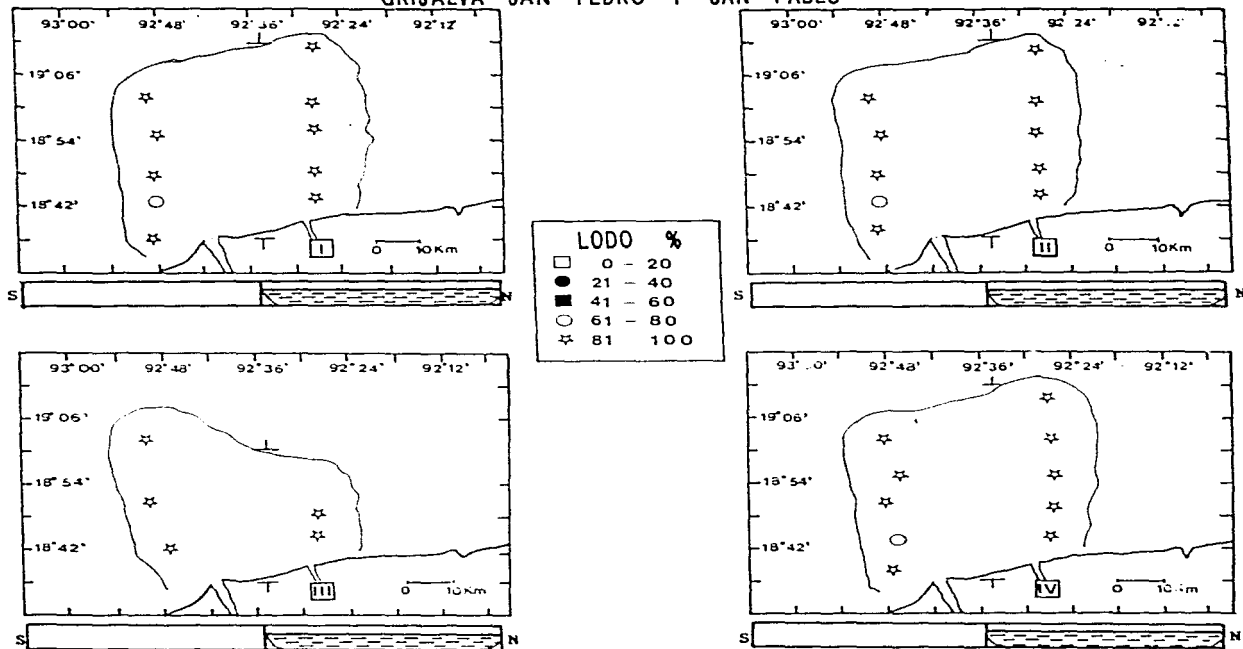 GRIJALVA SAN PEDRO Y SAN PABLO
93°00' 92°48' 92°36' 92°24' 92°12'
19°06'
18°54'
18°42'
I
0 10Km
S N
92°48' 92°36' 92°24'
19°06'
18°54'
18°42'
II
0 10Km
S N
LODO %
0 - 20
21 - 40
41 - 60
61 - 80
81 100
93°00' 92°48' 92°36' 92°24' 92°12'
19°06'
18°54'
18°42'
III
0 10Km
S N
92°48' 92°36' 92°24' 92°12'
19°06'
18°54'
18°42'
IV
0 10Km
S N